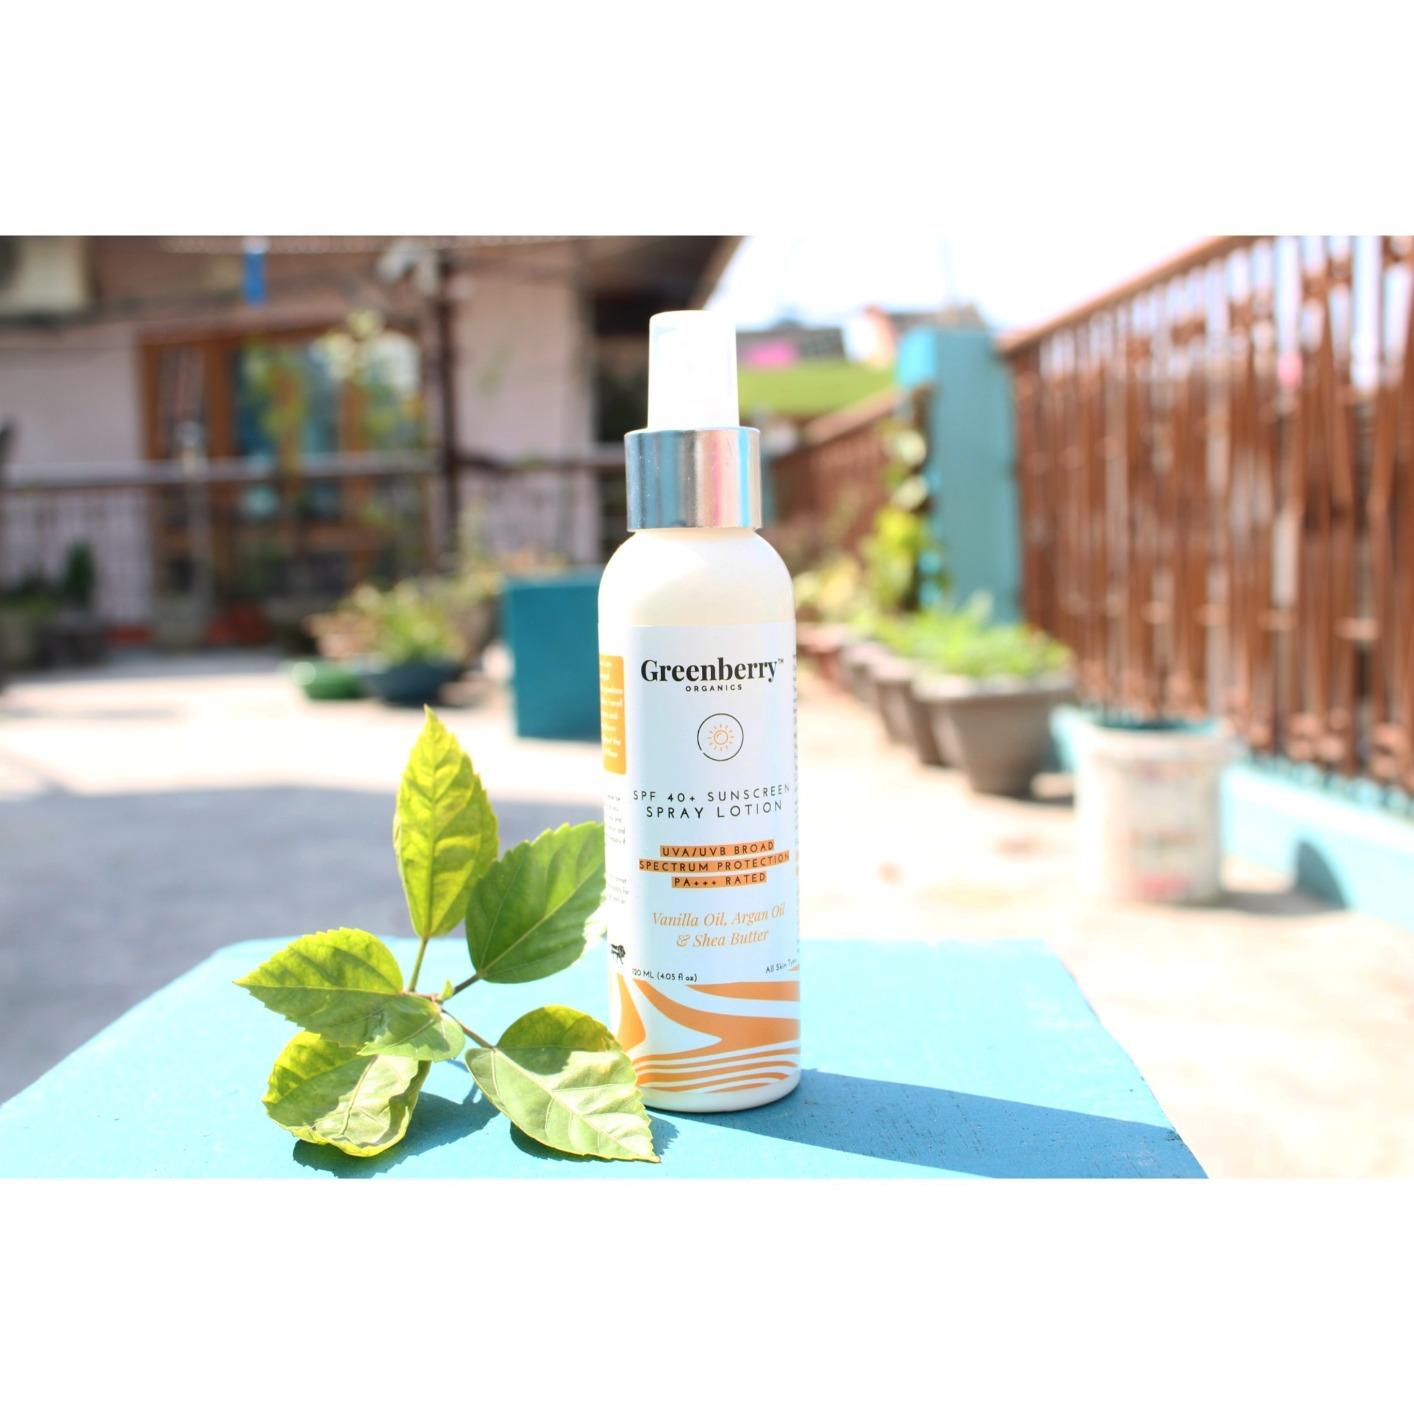 Greenberry™
ORGANICS
SPF 40+ SUNSCREEN
SPRAY LOTION
UVA/UVB BROAD
SPECTRUM PROTECTION
PA+++ RATED
Vanilla Oil, Argan Oil
& Shea Butter
120 ML (4.05 fl oz)
All Skin